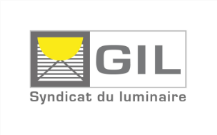 GIL
Syndicat du luminaire